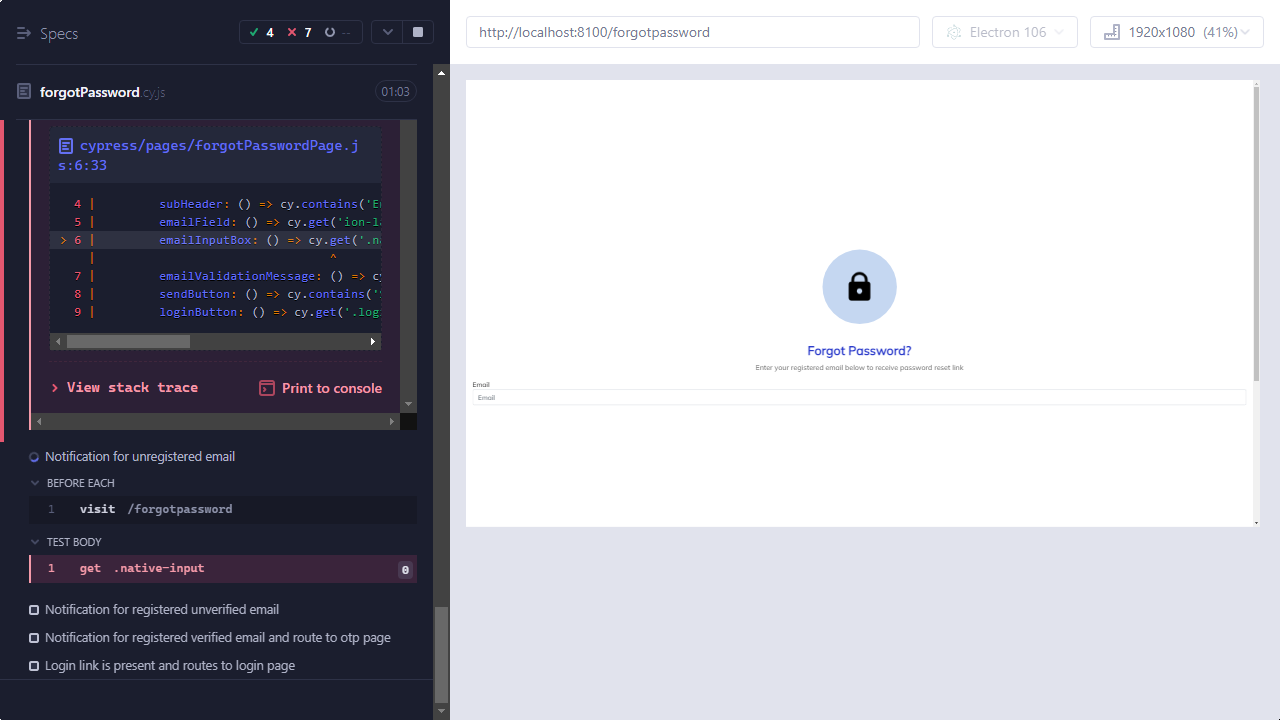 Specs
4 7 --
forgotPassword.cy.js 01:03
cypress/pages/forgotPasswordPage.j
s:6:33
4 | subHeader: () => cy.contains('E
5 | emailField: () => cy.get('ion-l
> 6 | emailInputBox: () => cy.get('.n
| ^
7 | emailValidationMessage: () => c
8 | sendButton: () => cy.contains('
9 | loginButton: () => cy.get('.log
View stack trace
Print to console
Notification for unregistered email
BEFORE EACH
1 visit /forgotpassword
TEST BODY
1 get .native-input 0
Notification for registered unverified email
Notification for registered verified email and route to otp page
Login link is present and routes to login page
http://localhost:8100/forgotpassword
Electron 106
1920x1080 (41%)
Forgot Password?
Enter your registered email below to receive password reset link
Email
Email